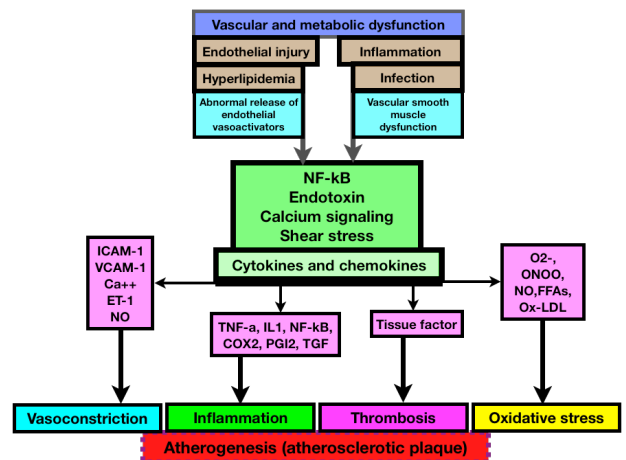 Vascular and metabolic dysfunction
Endothelial injury
Inflammation
Hyperlipidemia
Infection
Abnormal release of
endothelial
vasoactivators
Vascular smooth
muscle
dysfunction
NF-kB
Endotoxin
Calcium signaling
Shear stress
Cytokines and chemokines
ICAM-1
VCAM-1
Ca++
ET-1
NO
TNF-a, IL1, NF-kB,
COX2, PGI2, TGF
Tissue factor
O2-,
ONOO,
NO,FFAs,
Ox-LDL
Vasoconstriction
Inflammation
Thrombosis
Oxidative stress
Atherogenesis (atherosclerotic plaque)